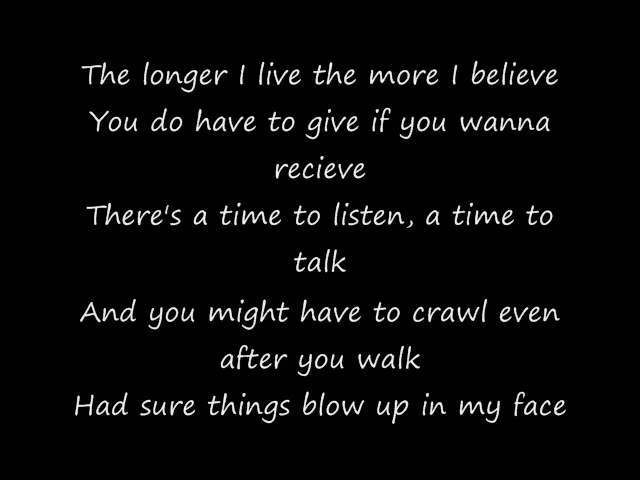 The longer I live the more I believe
You do have to give if you wanna
recieve
There's a time to listen, a time to
talk
And you might have to crawl even
after you walk
Had sure things blow up in my face